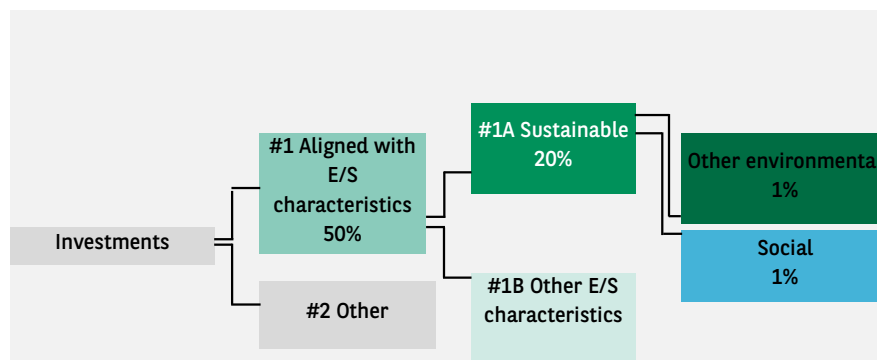 Investments
#1 Aligned with
E/S
characteristics
50%
#2 Other
#1A Sustainable
20%
#1B Other E/S
characteristics
Other environmenta
1%
Social
1%